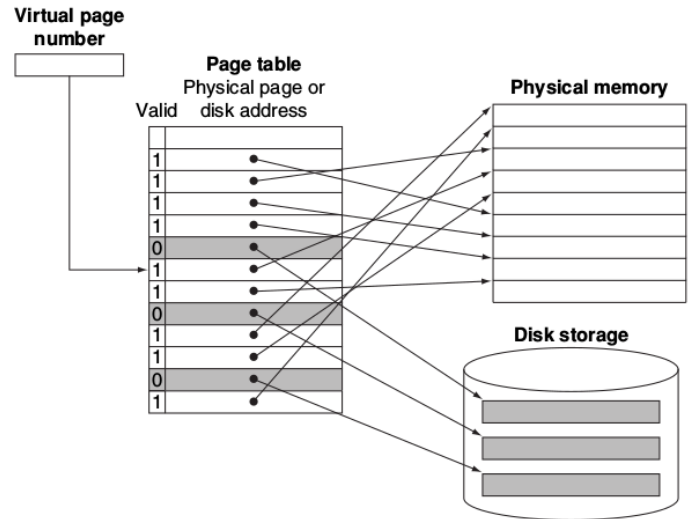 Virtual page
number
Page table
Physical page or
Valid disk address
Physical memory
1
1
1
1
0
1
1
0
1
1
0
1
Disk storage